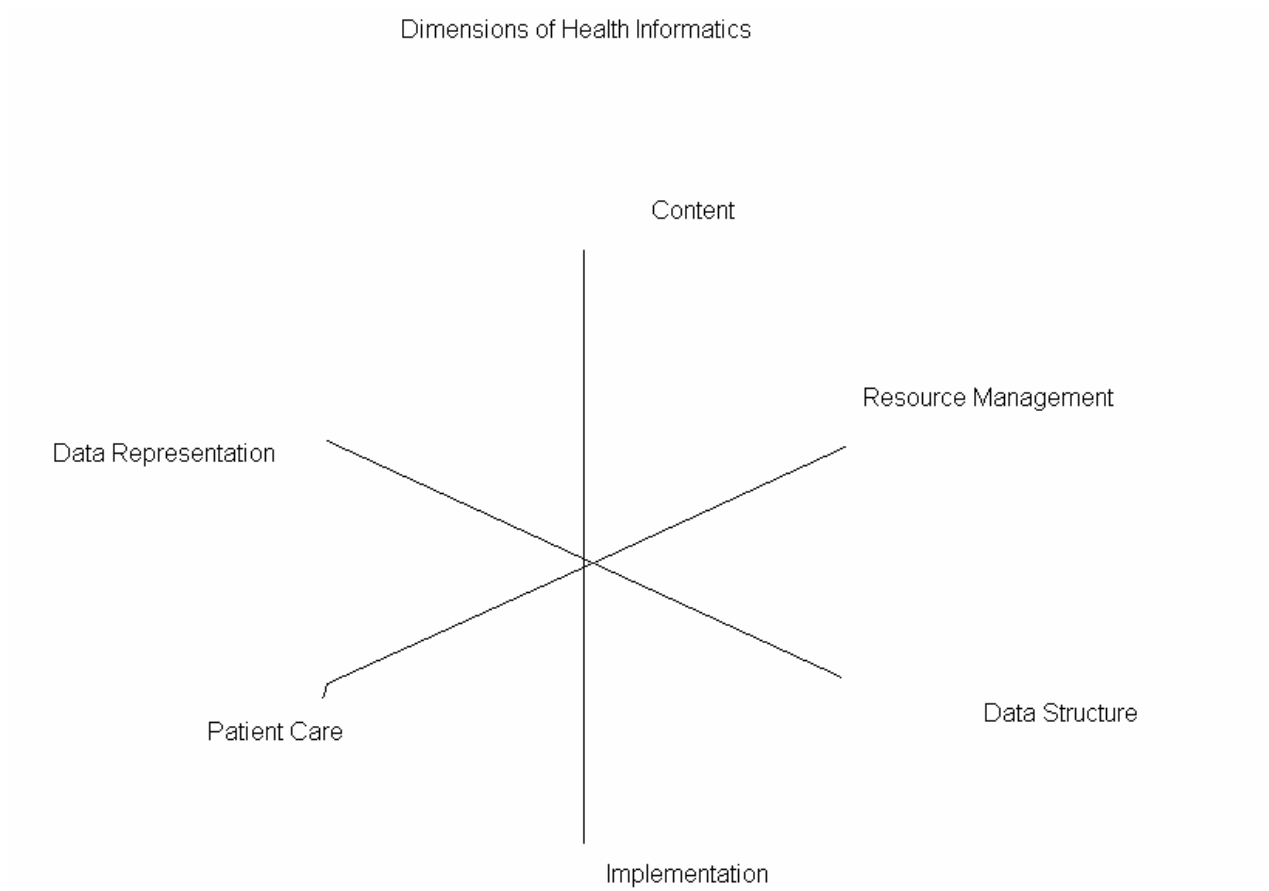 Dimensions of Health Informatics
Content
Resource Management
Data Representation
Data Structure
Patient Care
Implementation